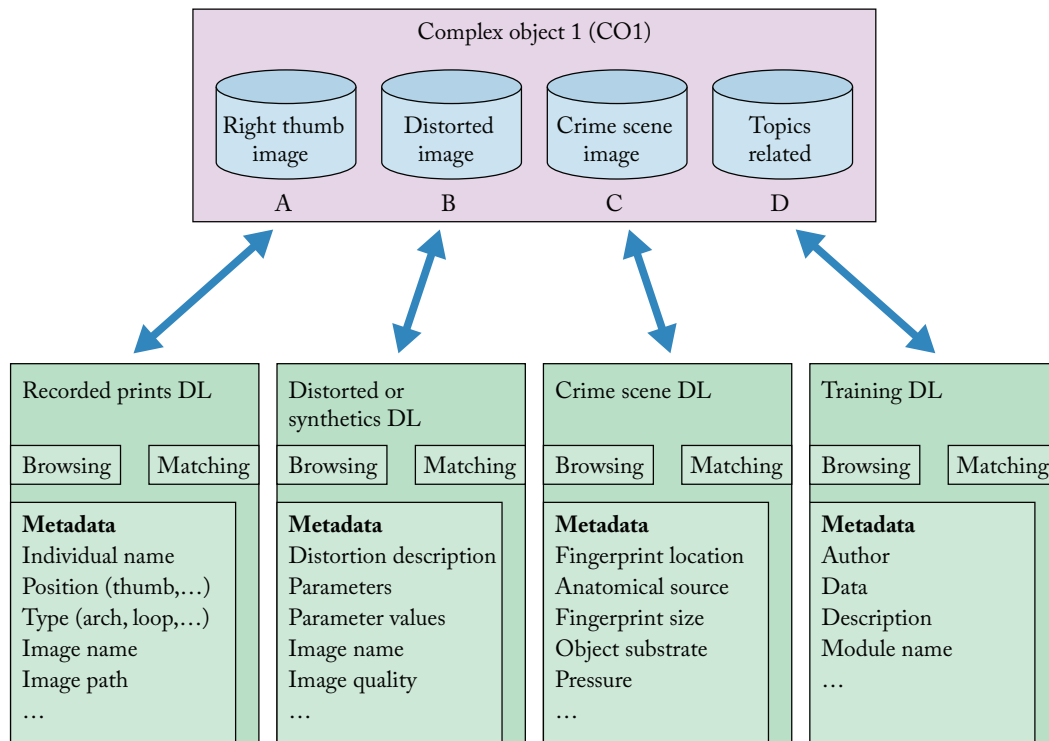 Complex object 1 (CO1)
Right thumb
image
Distorted
image
Crime scene
image
Topics
related
A
B
C
D
Recorded prints DL
Browsing
Matching
Metadata
Individual name
Position (thumb,…)
Type (arch, loop,…)
Image name
Image path
…
Distorted or
synthetics DL
Browsing
Matching
Metadata
Distortion description
Parameters
Parameter values
Image name
Image quality
…
Crime scene DL
Browsing
Matching
Metadata
Fingerprint location
Anatomical source
Fingerprint size
Object substrate
Pressure
…
Training DL
Browsing
Matching
Metadata
Author
Data
Description
Module name
…